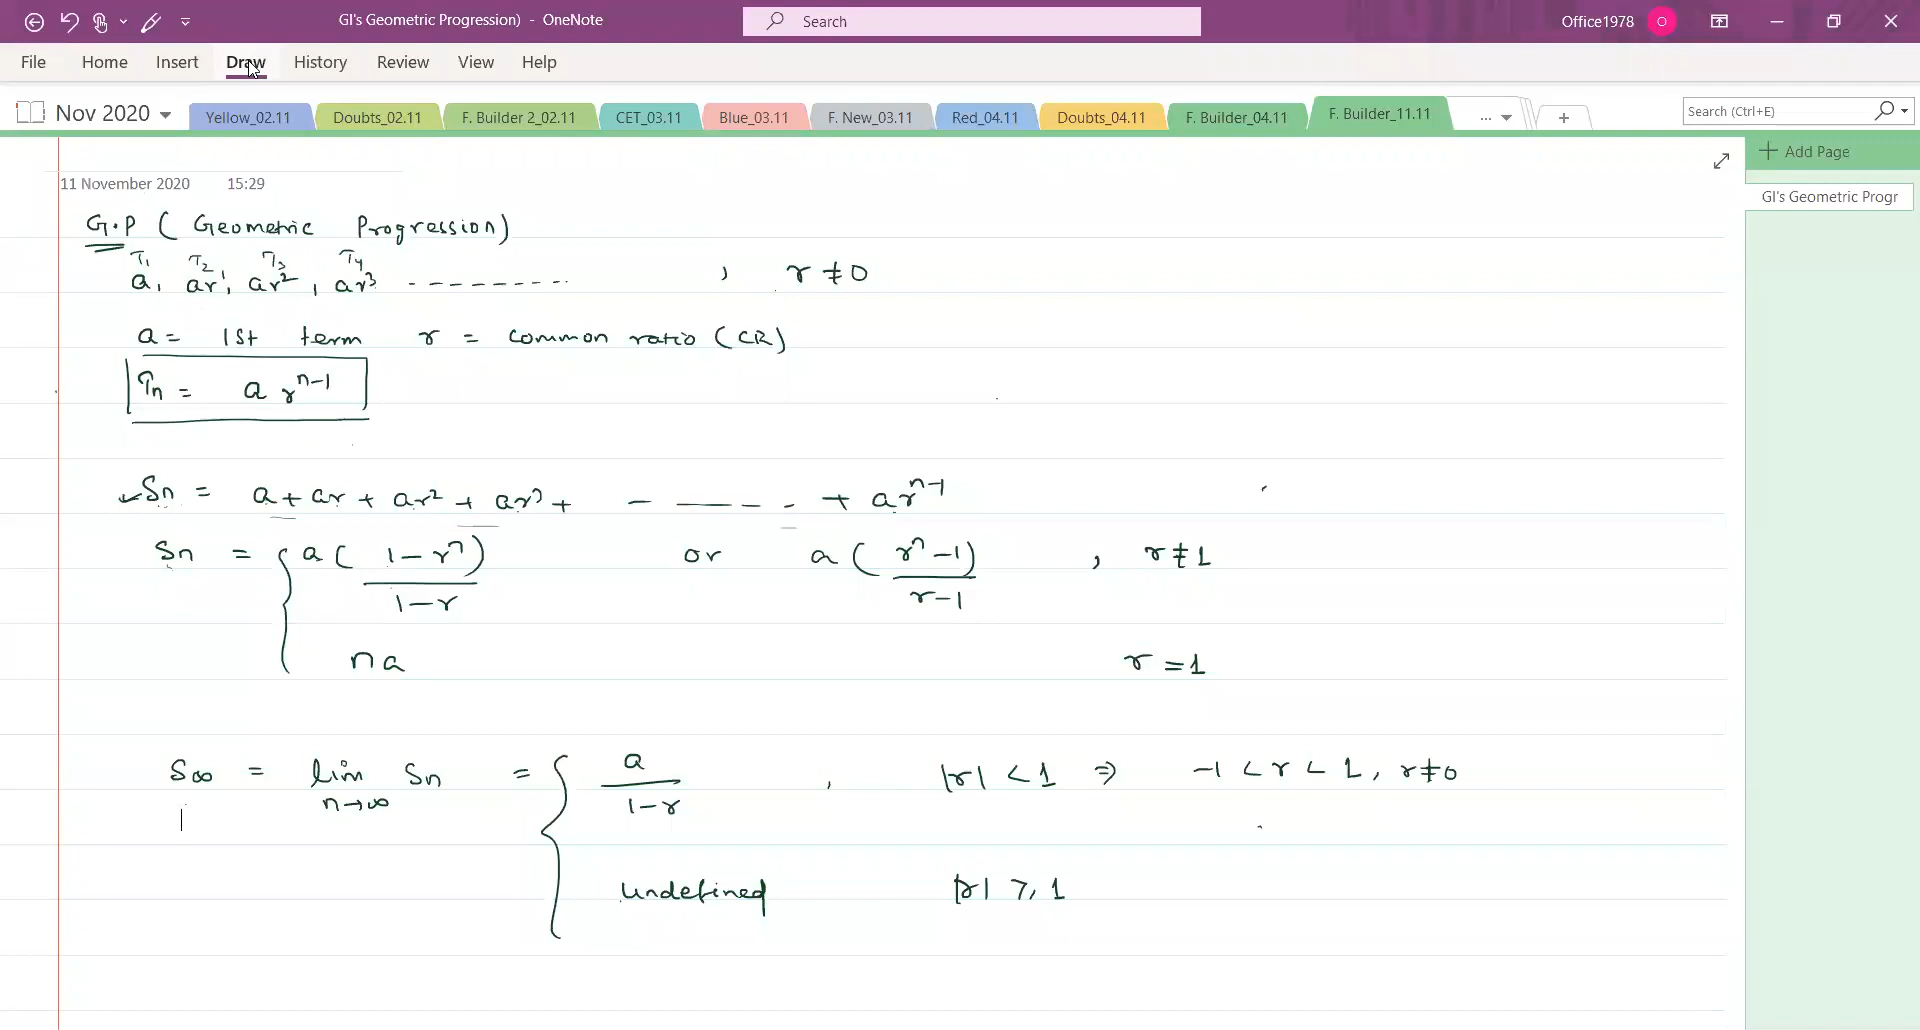 GI's Geometric Progression) - OneNote
Search
Office1978
O
File Home Insert Draw History Review View Help
Nov 2020
Yellow_02.11 Doubts_02.11 F. Builder 2_02.11 CET_03.11 Blue_03.11 F. New_03.11 Red_04.11 Doubts_04.11 F. Builder_04.11 F. Builder_11.11 ...
Search (Ctrl+E)
Add Page
GI's Geometric Progr
11 November 2020 15:29
G.P ( Geometric Progression)
T₁ T₂ T₃ T₄
a, ar¹, ar², ar³ - - - - - - - - - , r ≠ 0
a = 1st term r = common ratio (CR)
Tn = a r^(n-1)
✓Sn = a + ar + ar² + ar³ + - - - - - + ar^(n-1)
Sn = { a ( 1 - r^n ) / 1 - r or a ( r^n - 1) / r - 1 , r ≠ 1
na r = 1
S∞ = lim n→∞ Sn = { a / 1 - r , |r| < 1 ⇒ -1 < r < 1, r ≠ 0
undefined |r| ⩾ 1